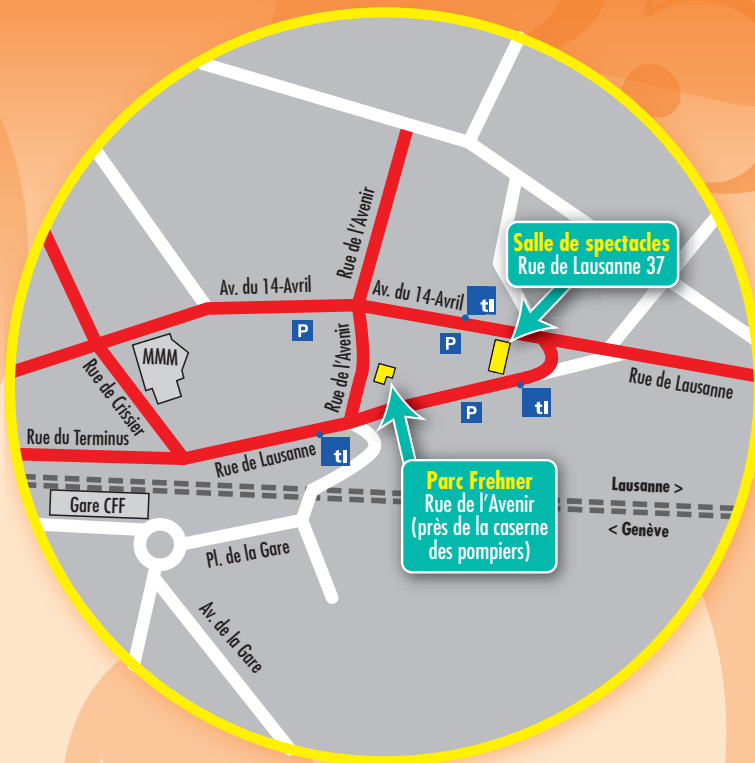 Rue de l'Avenir
Salle de spectacles
Rue de Lausanne 37
Av. du 14-Avril
Av. du 14-Avril
tl
P
P
MMM
Rue de l'Avenir
Rue de Crissier
Rue de Lausanne
P
tl
Rue du Terminus
Rue de Lausanne
tl
Parc Frehner
Rue de l'Avenir
(près de la caserne
des pompiers)
Lausanne >
< Genève
Gare CFF
Pl. de la Gare
Av. de la Gare